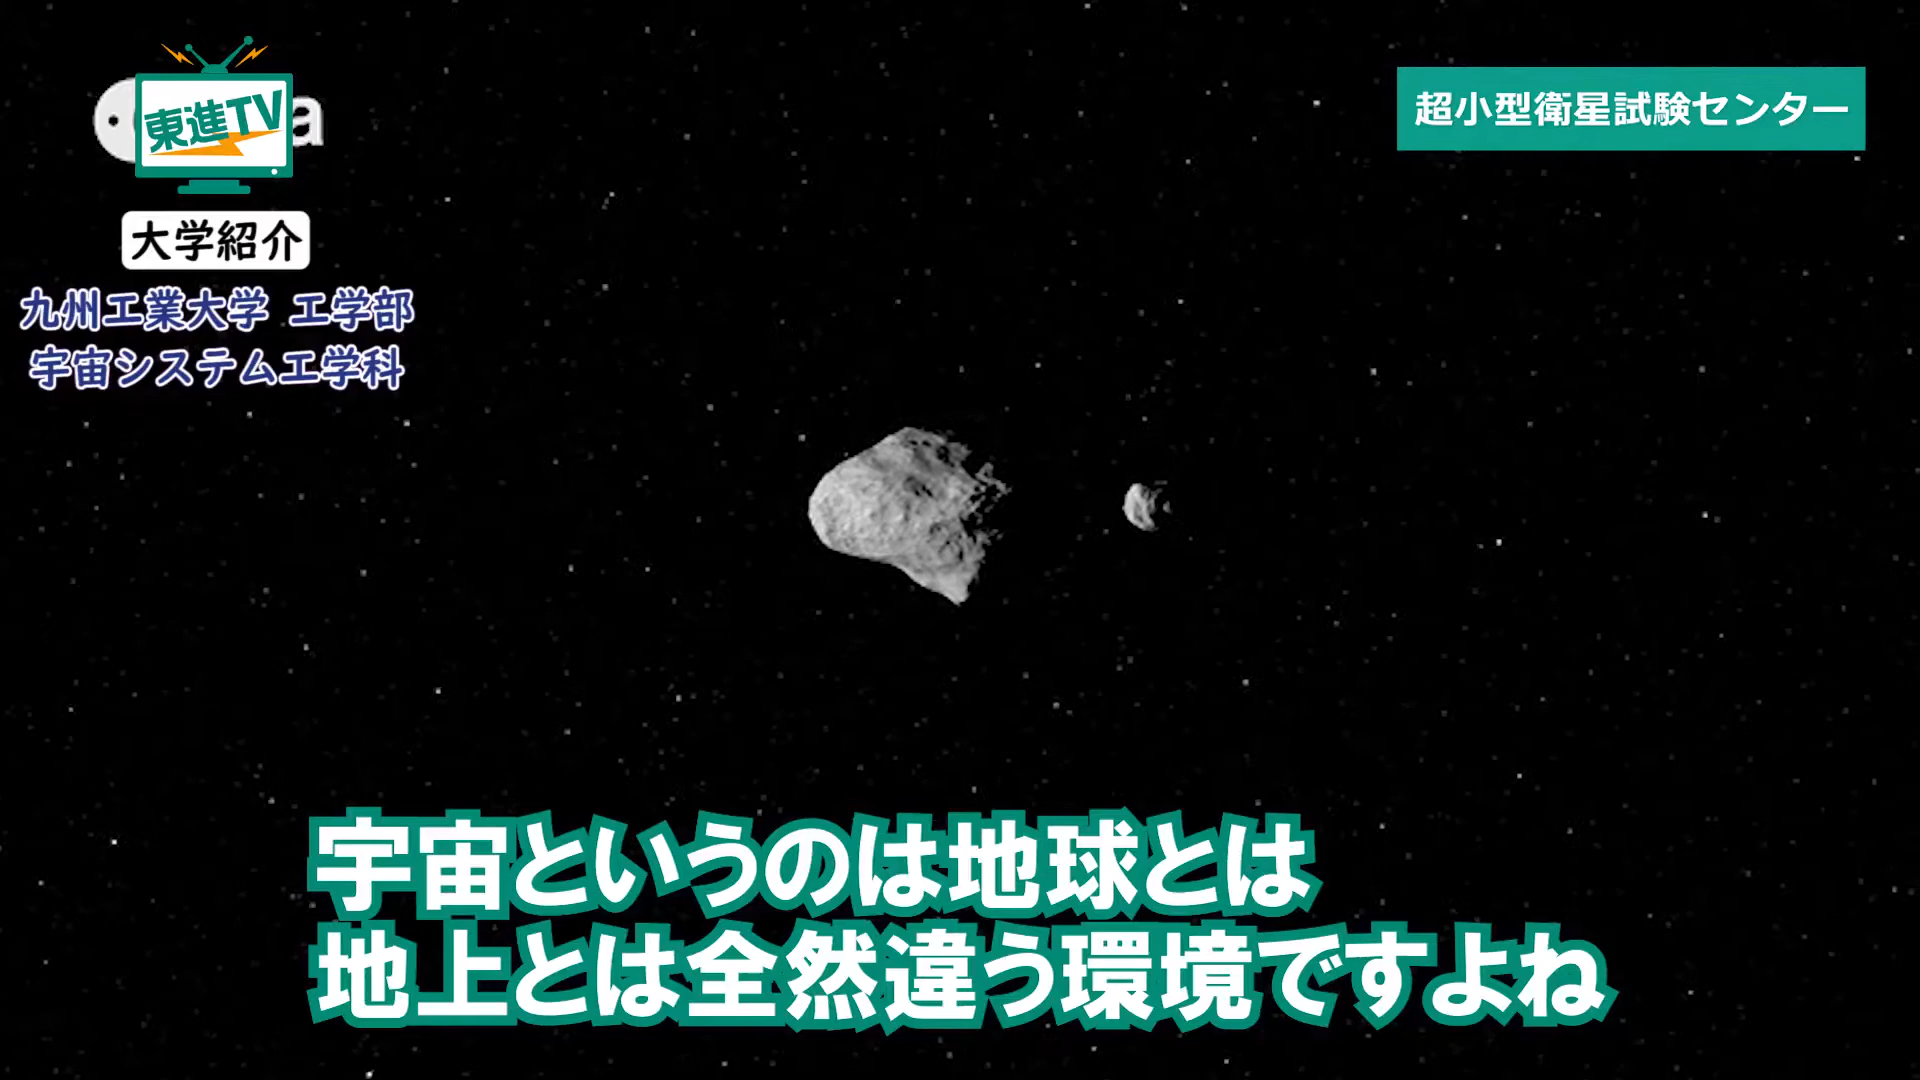 東進TV
大学紹介
九州工業大学 工学部
宇宙システム工学科
超小型衛星試験センター
宇宙というのは地球とは
地上とは全然違う環境ですよね